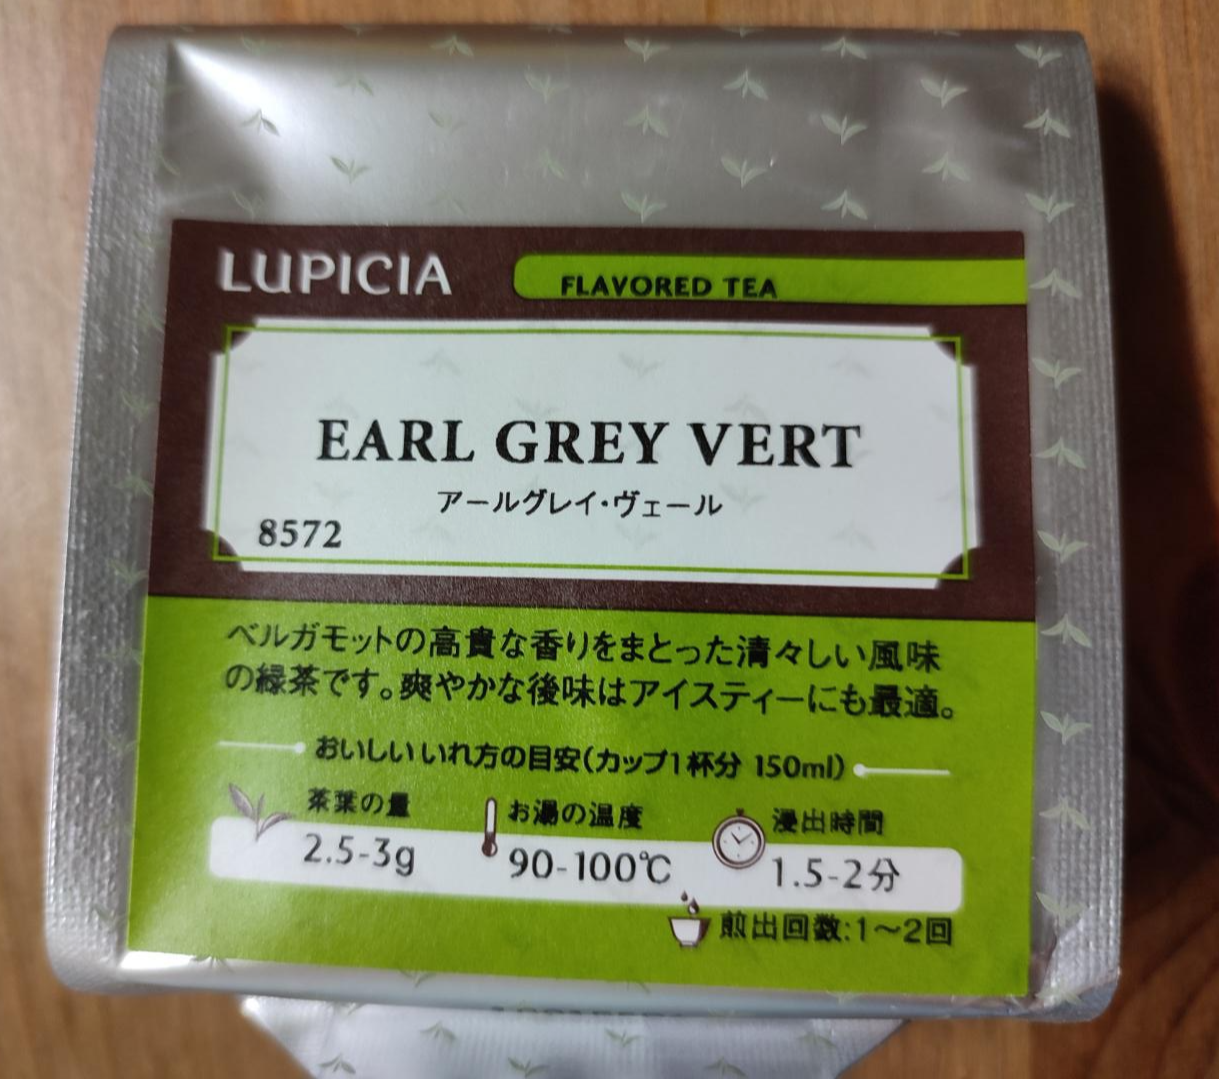 LUPICIA
FLAVORED TEA
EARL GREY VERT
アールグレイ・ヴェール
8572
ベルガモットの高貴な香りをまとった清々しい風味
の緑茶です。爽やかな後味はアイスティーにも最適。
おいしいいれ方の目安(カップ1杯分 150ml)
茶葉の量
2.5-3g
お湯の温度
90-100℃
浸出時間
1.5-2分
煎出回数:1〜2回